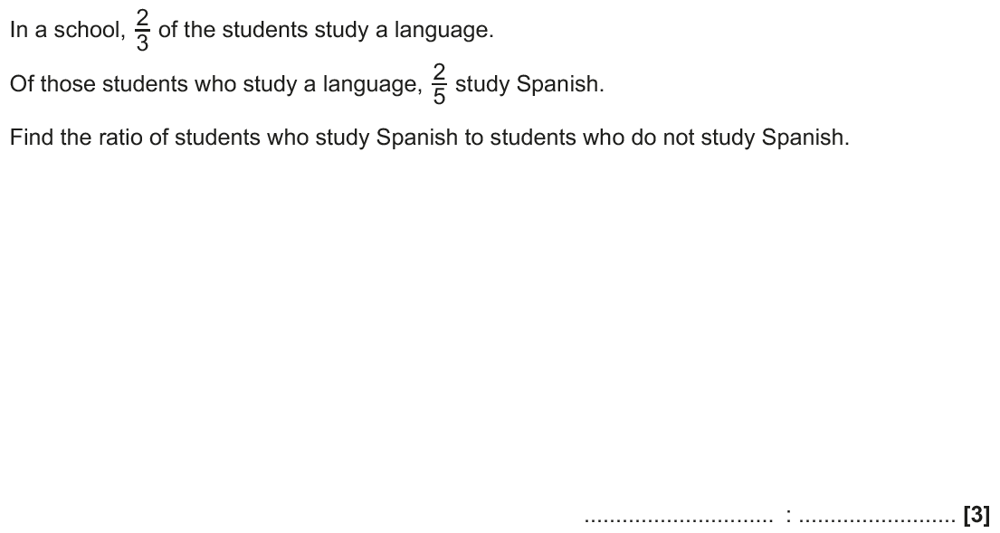 In a school, 2/3 of the students study a language.
Of those students who study a language, 2/5 study Spanish.
Find the ratio of students who study Spanish to students who do not study Spanish.
.............................. : ......................... [3]